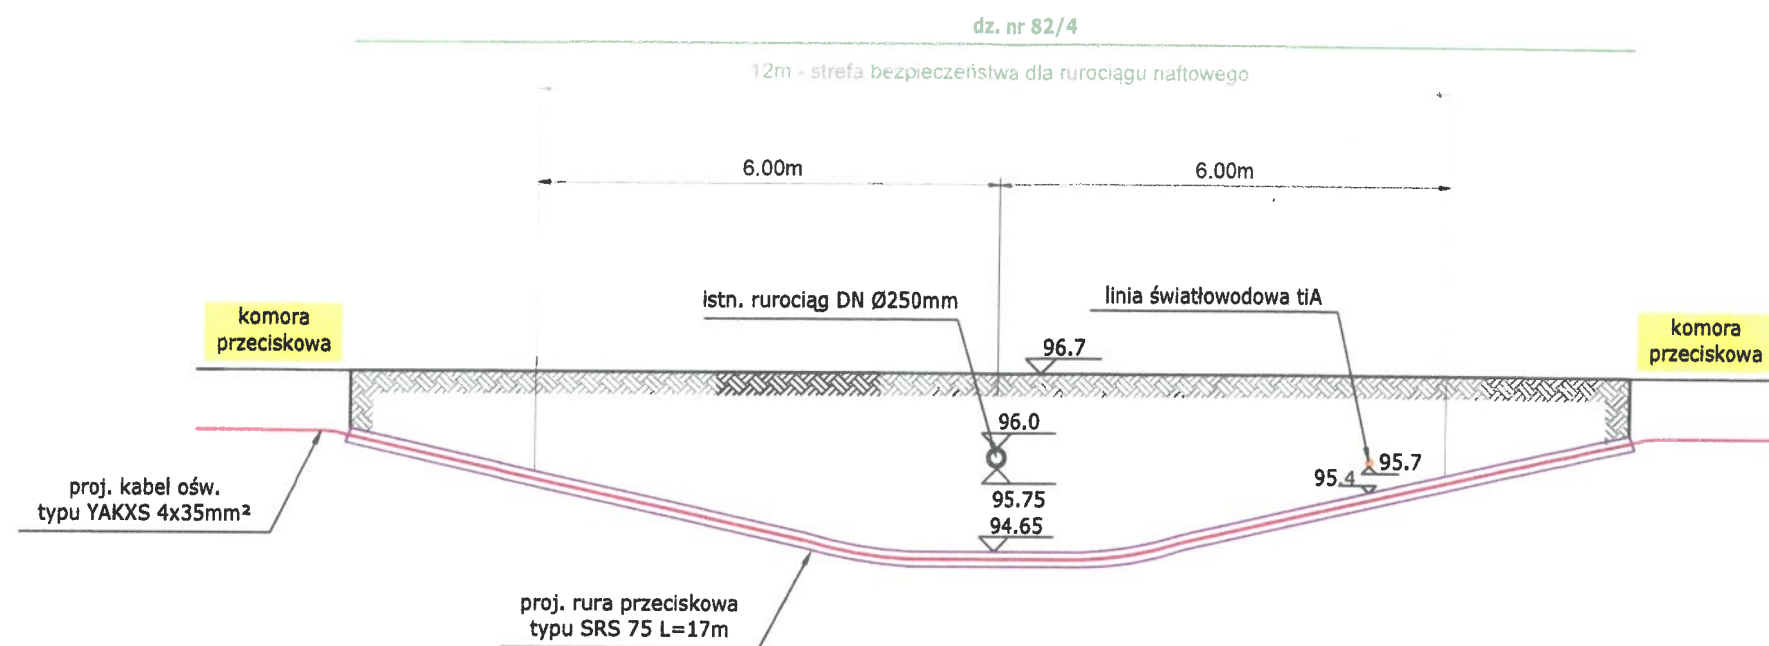 dz. nr 82/4
12m - strefa bezpieczeństwa dla rurociągu naftowego
6.00m
6.00m
istn. rurociąg DN Ø250mm
linia światłowodowa tiA
komora
przeciskowa
komora
przeciskowa
96.7
96.0
95.7
95.4
95.75
94.65
proj. kabel ośw.
typu YAKXS 4x35mm²
proj. rura przeciskowa
typu SRS 75 L=17m